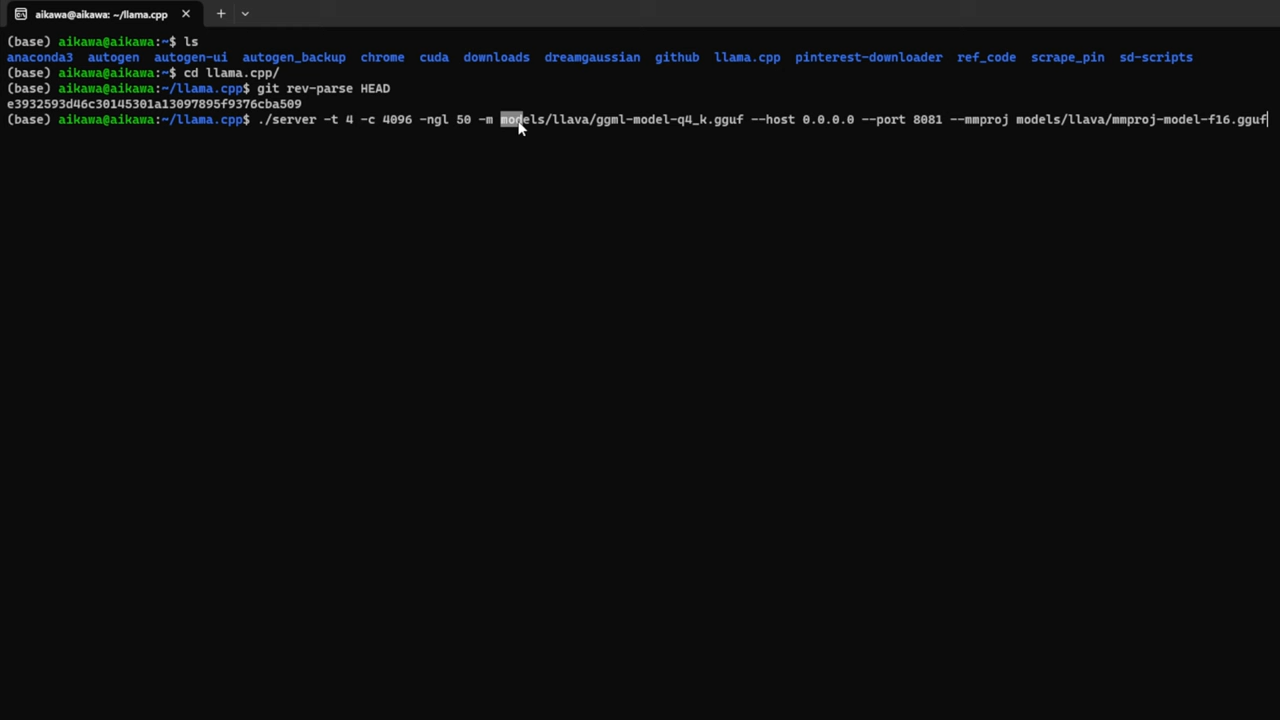 aikawa@aikawa: ~/llama.cpp
(base) aikawa@aikawa:~$ ls
anaconda3 autogen autogen-ui autogen_backup chrome cuda downloads dreamgaussian github llama.cpp pinterest-downloader ref_code scrape_pin sd-scripts
(base) aikawa@aikawa:~$ cd llama.cpp/
(base) aikawa@aikawa:~/llama.cpp$ git rev-parse HEAD
e3932593d46c30145301a13097895f9376cba509
(base) aikawa@aikawa:~/llama.cpp$ ./server -t 4 -c 4096 -ngl 50 -m models/llava/ggml-model-q4_k.gguf --host 0.0.0.0 --port 8081 --mmproj models/llava/mmproj-model-f16.gguf